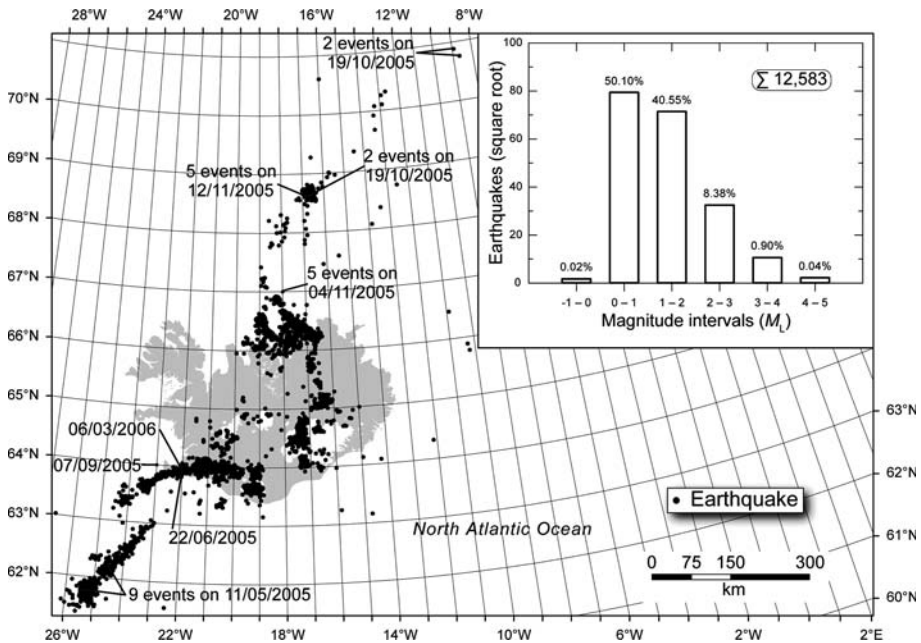 28°W 26°W 24°W 22°W 20°W 18°W 16°W 14°W 12°W 10°W 8°W
2 events on
19/10/2005
70°N
69°N
68°N
67°N
66°N
65°N
64°N
63°N
62°N
5 events on
12/11/2005
2 events on
19/10/2005
5 events on
04/11/2005
06/03/2006
07/09/2005
22/06/2005
9 events on 11/05/2005
North Atlantic Ocean
Earthquakes (square root)
100
80
60
40
20
0
∑ 12,583
50.10%
40.55%
8.38%
0.90%
0.02%
0.04%
-1 – 0 0 – 1 1 – 2 2 – 3 3 – 4 4 – 5
Magnitude intervals (ML)
63°N
62°N
61°N
60°N
Earthquake
0 75 150 300
km
26°W 22°W 18°W 14°W 10°W 6°W 2°W 2°E